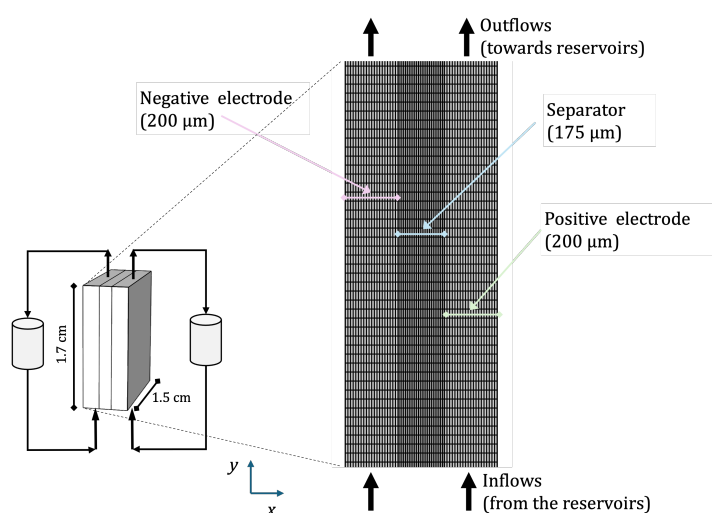 Outflows
(towards reservoirs)
Negative electrode
(200 μm)
Separator
(175 μm)
Positive electrode
(200 μm)
1.7 cm
1.5 cm
y
x
Inflows
(from the reservoirs)